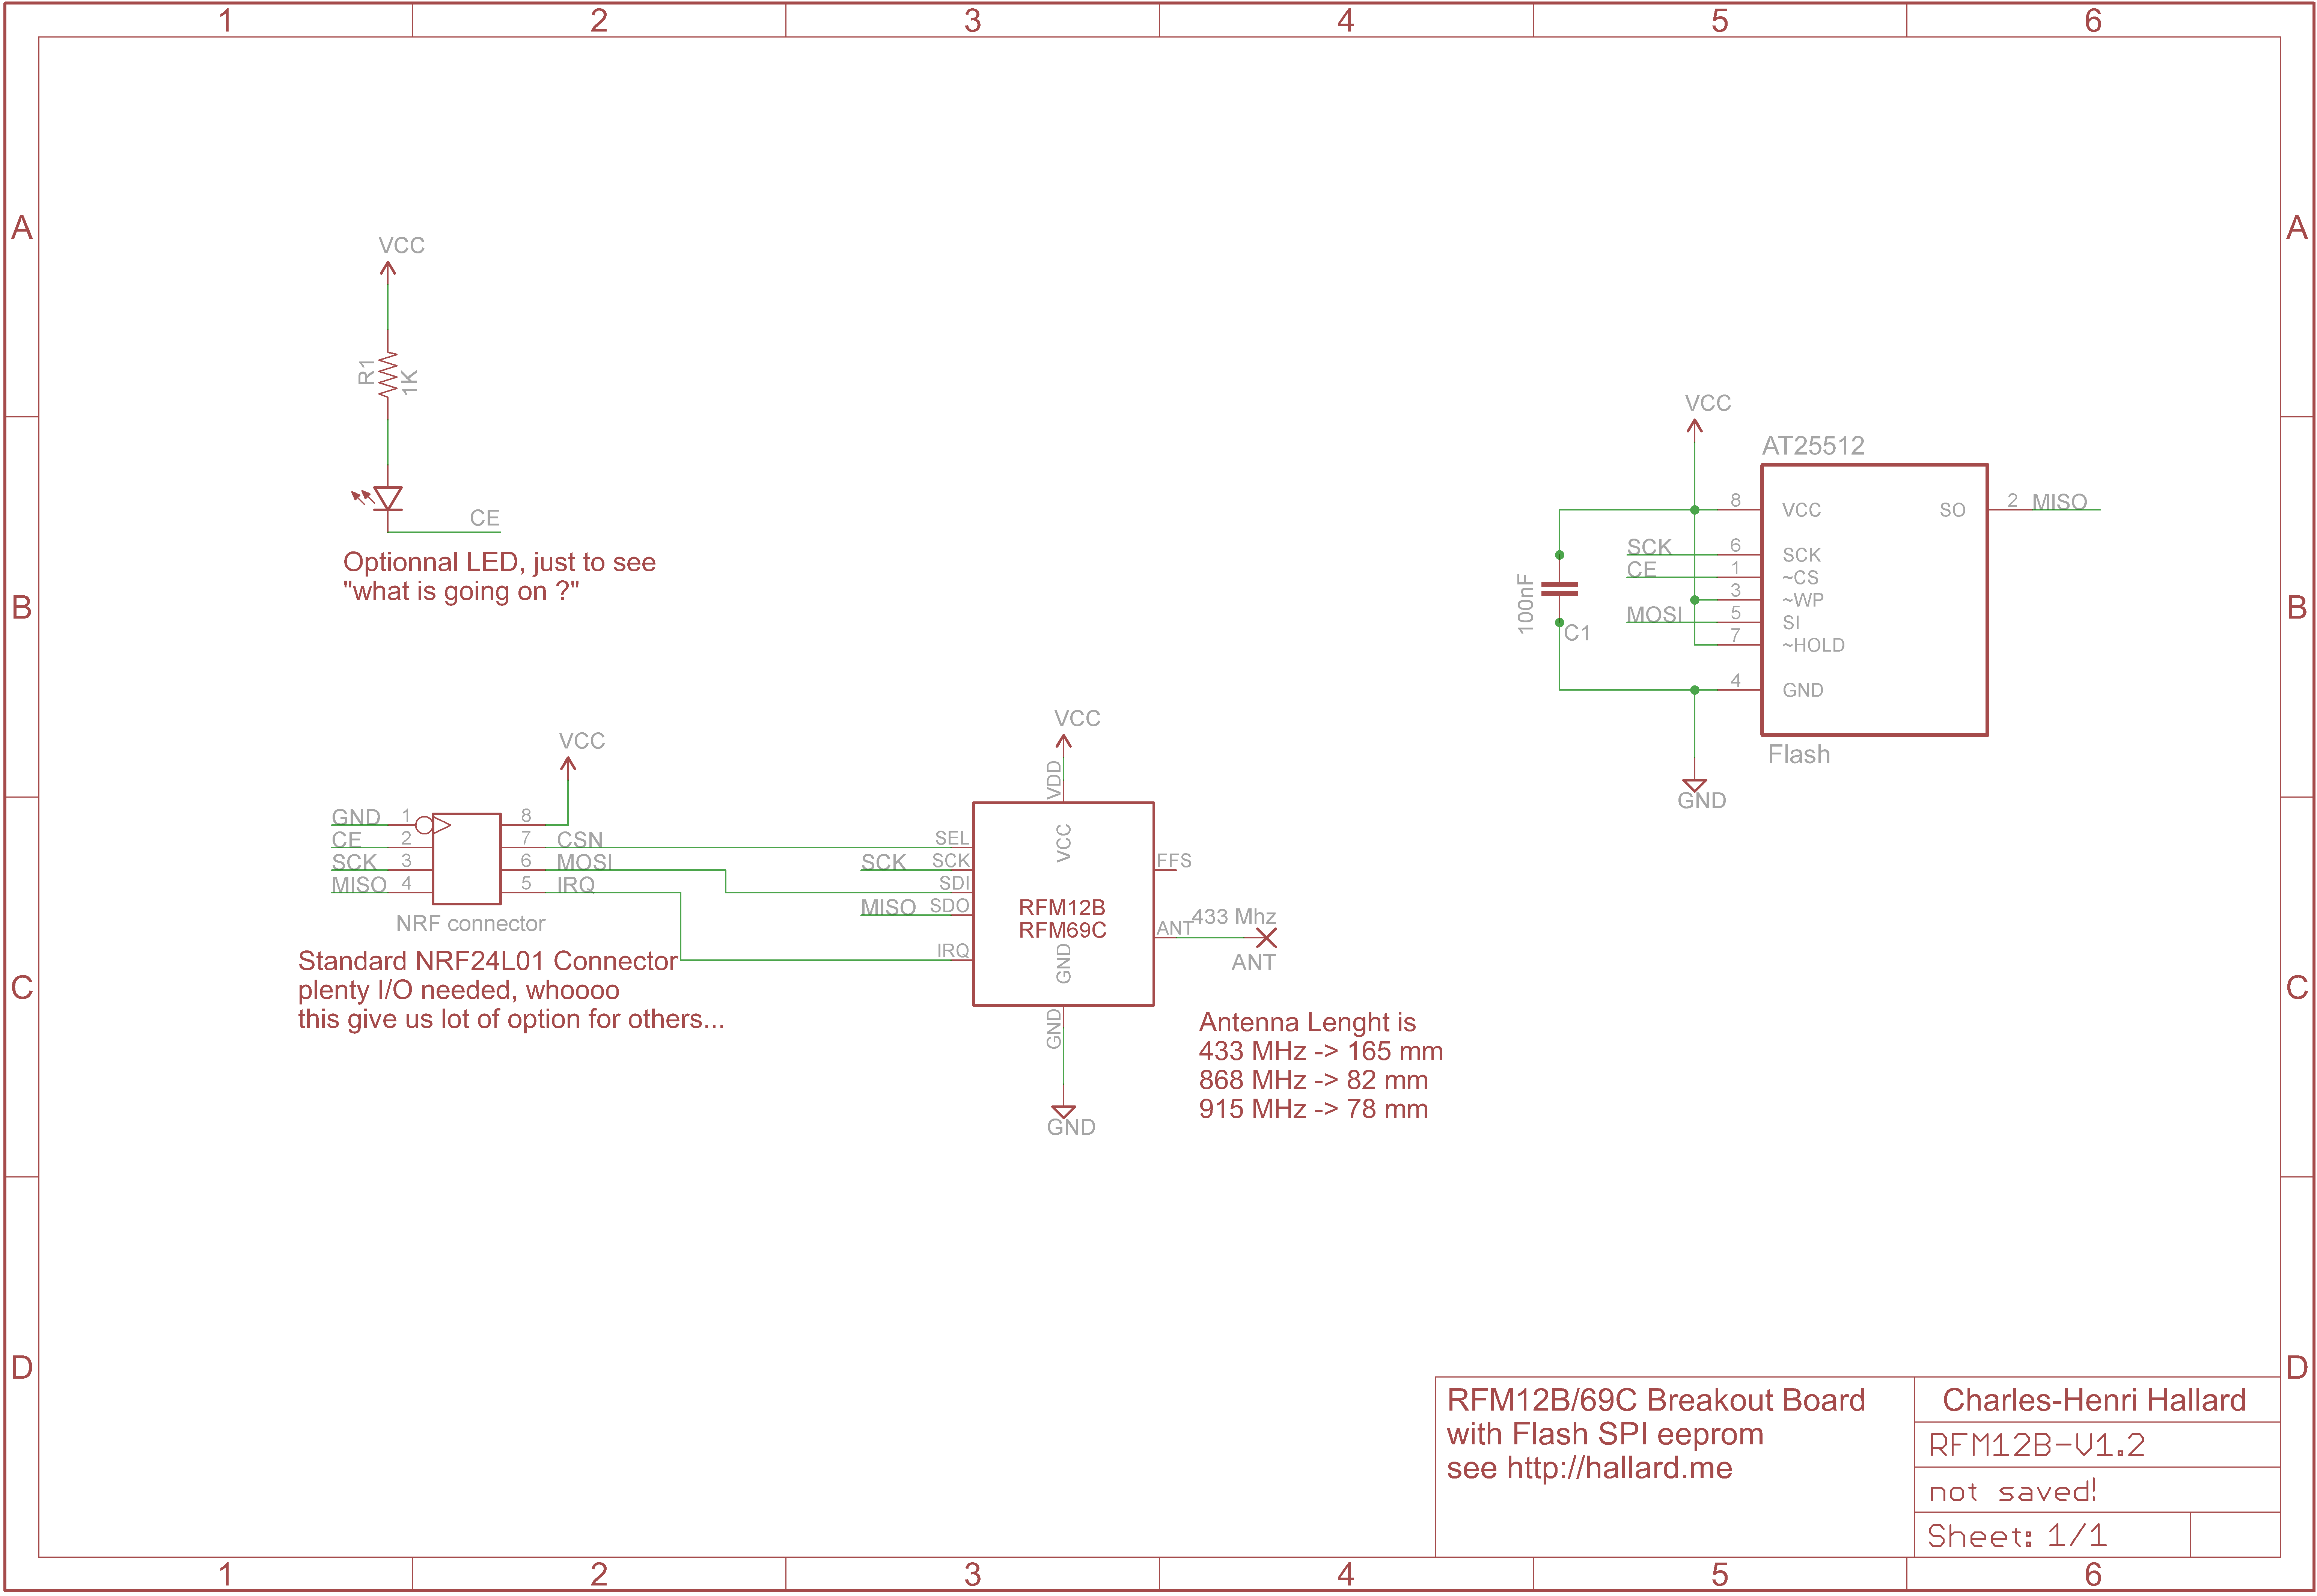 1 2 3 4 5 6
A A
VCC
R1
1K
CE
Optionnal LED, just to see
"what is going on ?"
VCC
AT25512
8 VCC
SO 2 MISO
SCK 6 SCK
CE 1 ~CS
3 ~WP
MOSI 5 SI
7 ~HOLD
4 GND
100nF
C1
Flash
GND
B B
VCC
GND 1
CE 2
SCK 3
MISO 4
8
7 CSN
6 MOSI
5 IRQ
NRF connector
Standard NRF24L01 Connector
plenty I/O needed, whoooo
this give us lot of option for others...
VCC
VDD
VCC
SEL
SCK SCK
SDI
MISO SDO
IRQ
RFM12B
RFM69C
GND
GND
GND
FFS
ANT 433 Mhz
ANT
Antenna Lenght is
433 MHz -> 165 mm
868 MHz -> 82 mm
915 MHz -> 78 mm
C C
D D
RFM12B/69C Breakout Board
with Flash SPI eeprom
see http://hallard.me
Charles-Henri Hallard
RFM12B-V1.2
not saved!
Sheet: 1/1
1 2 3 4 5 6